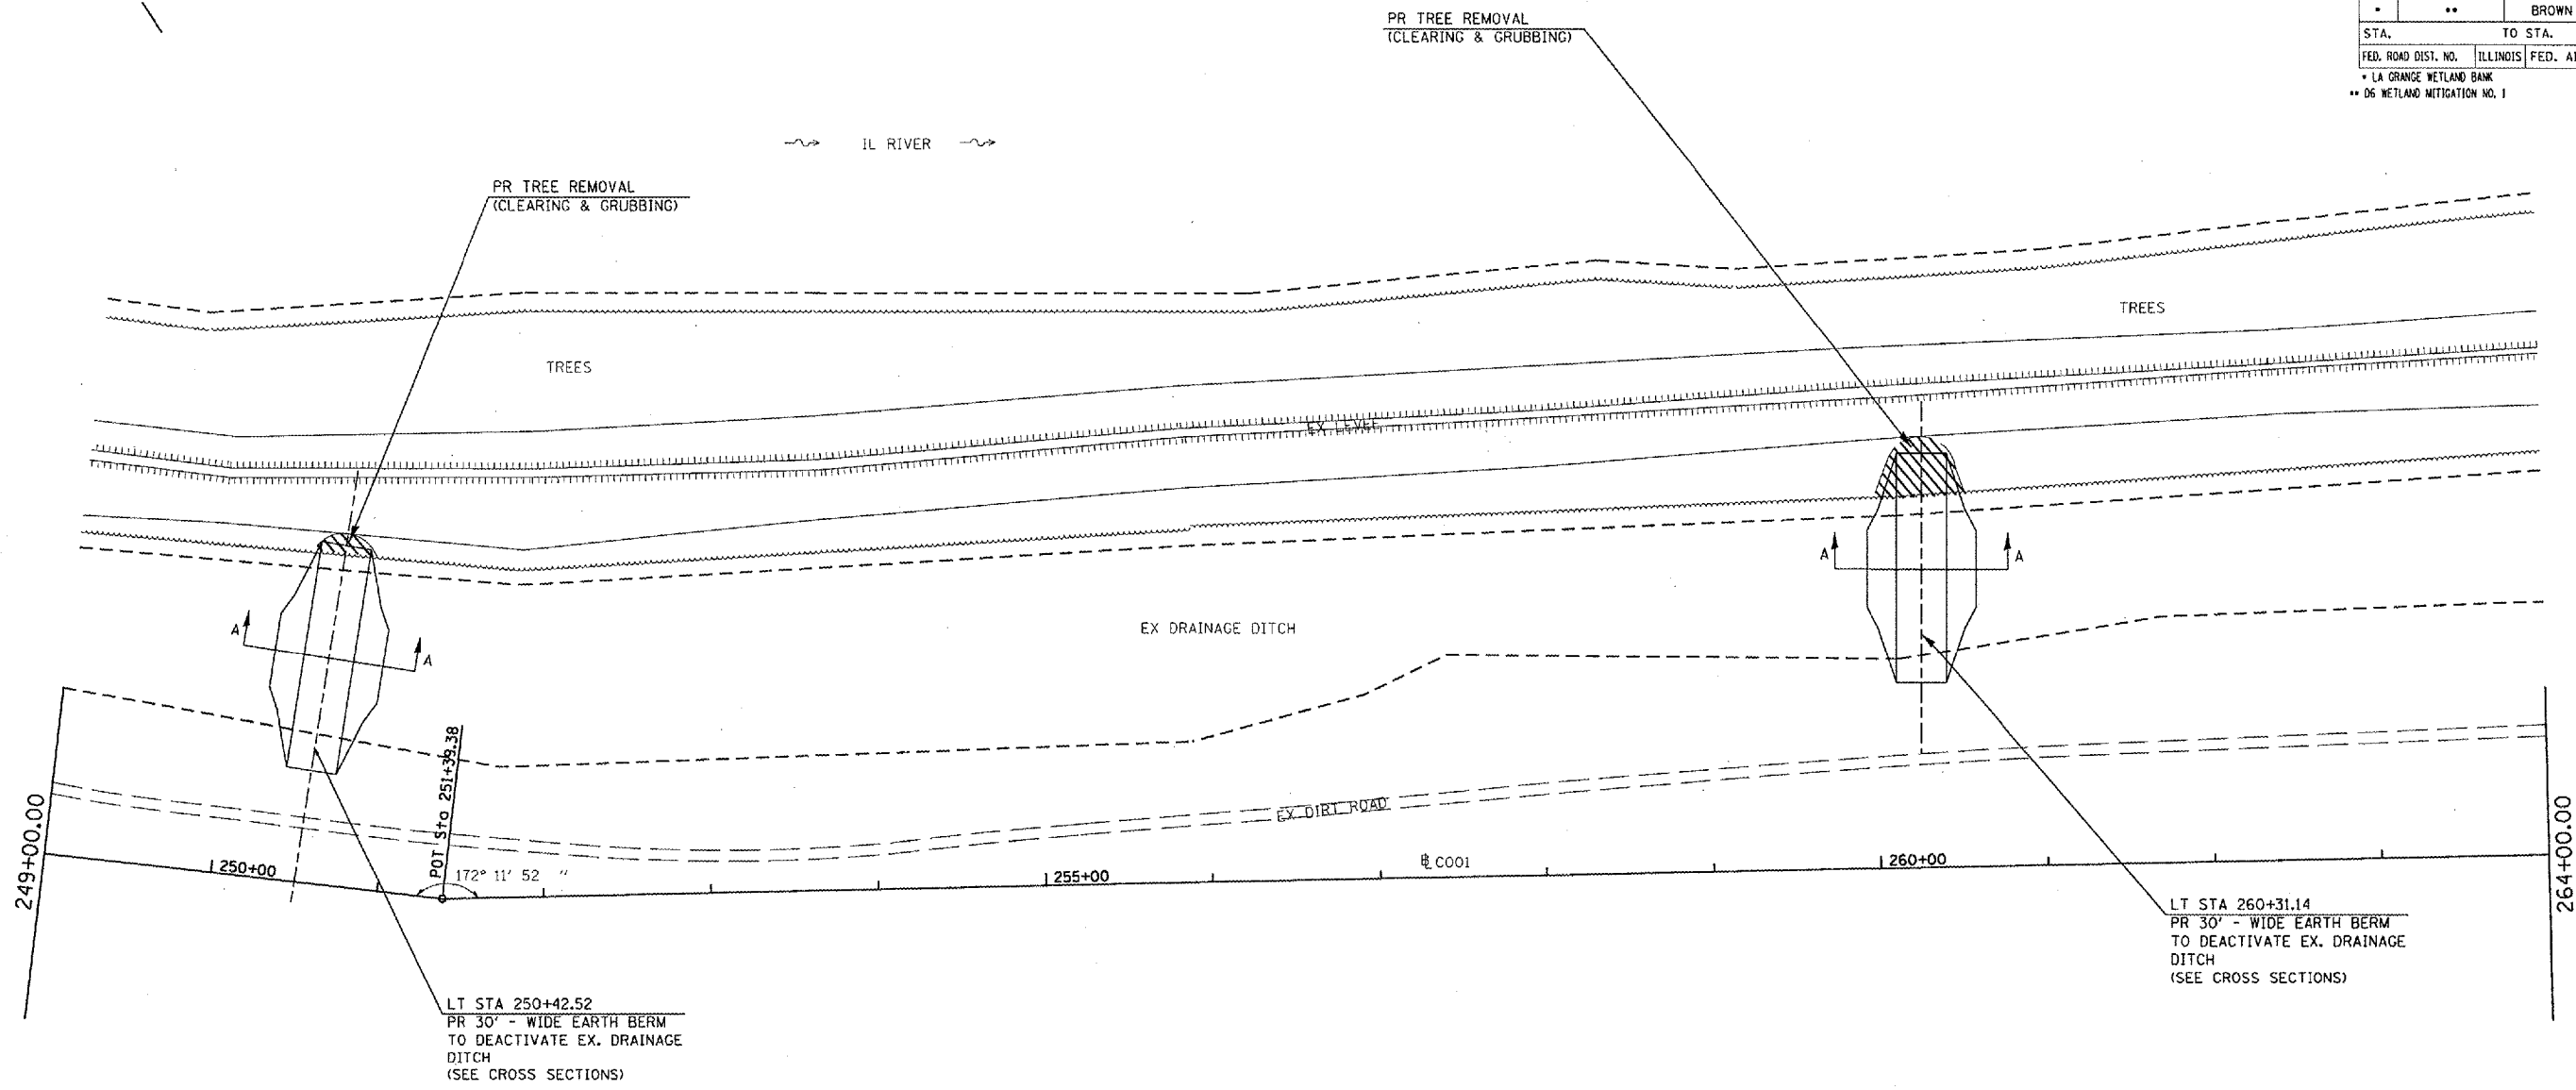 PR TREE REMOVAL
(CLEARING & GRUBBING)
• •• BROWN
STA. TO STA.
FED. ROAD DIST. NO. ILLINOIS FED.
• LA GRANGE WETLAND BANK
•• D6 WETLAND MITIGATION NO. 1
IL RIVER
PR TREE REMOVAL
(CLEARING & GRUBBING)
TREES
TREES
EX LEVEE
A A
EX DRAINAGE DITCH
A A
POT Sta 251+39.38
EX DIRT ROAD
249+00.00
250+00
172° 11' 52 "
255+00
℄ C001
260+00
264+00.00
LT STA 260+31.14
PR 30' - WIDE EARTH BERM
TO DEACTIVATE EX. DRAINAGE
DITCH
(SEE CROSS SECTIONS)
LT STA 250+42.52
PR 30' - WIDE EARTH BERM
TO DEACTIVATE EX. DRAINAGE
DITCH
(SEE CROSS SECTIONS)